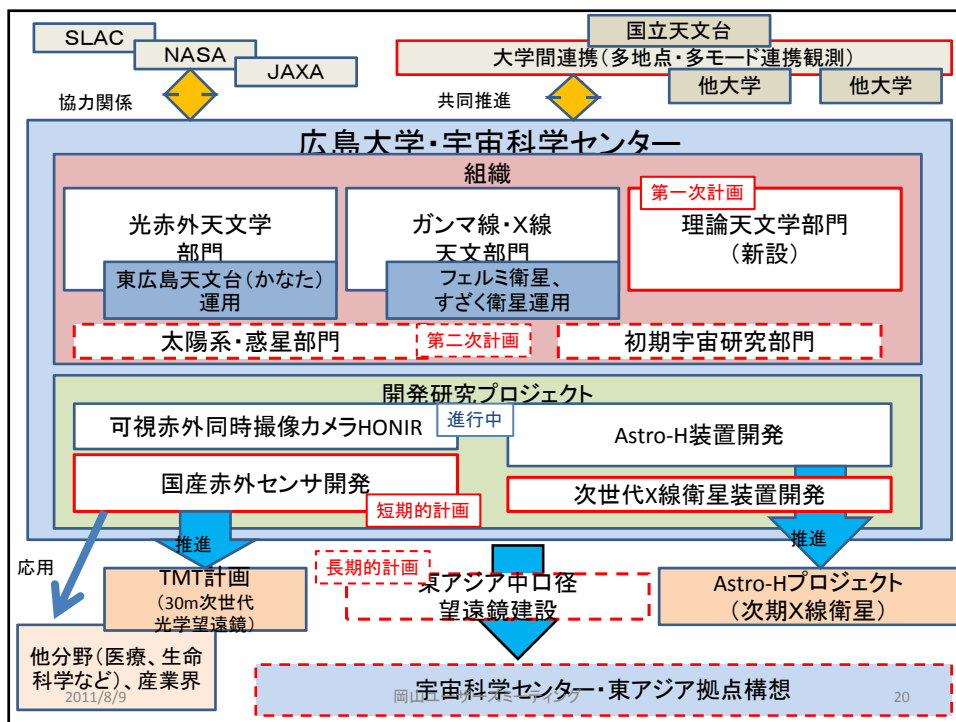 SLAC
NASA
JAXA
国立天文台
大学間連携（多地点・多モード連携観測）
他大学
他大学
協力関係
共同推進
広島大学・宇宙科学センター
組織
光赤外天文学
部門
東広島天文台（かなた）
運用
ガンマ線・X線
天文部門
フェルミ衛星、
すざく衛星運用
第一次計画
理論天文学部門
（新設）
太陽系・惑星部門
第二次計画
初期宇宙研究部門
開発研究プロジェクト
可視赤外同時撮像カメラHONIR
進行中
Astro-H装置開発
国産赤外センサ開発
短期的計画
次世代X線衛星装置開発
応用
推進
推進
長期的計画
TMT計画
（30m次世代
光学望遠鏡）
東アジア中口径
望遠鏡建設
Astro-Hプロジェクト
（次期X線衛星）
他分野（医療、生命
科学など）、産業界
宇宙科学センター・東アジア拠点構想
2011/8/9
岡山ユーザーズミーティング
20